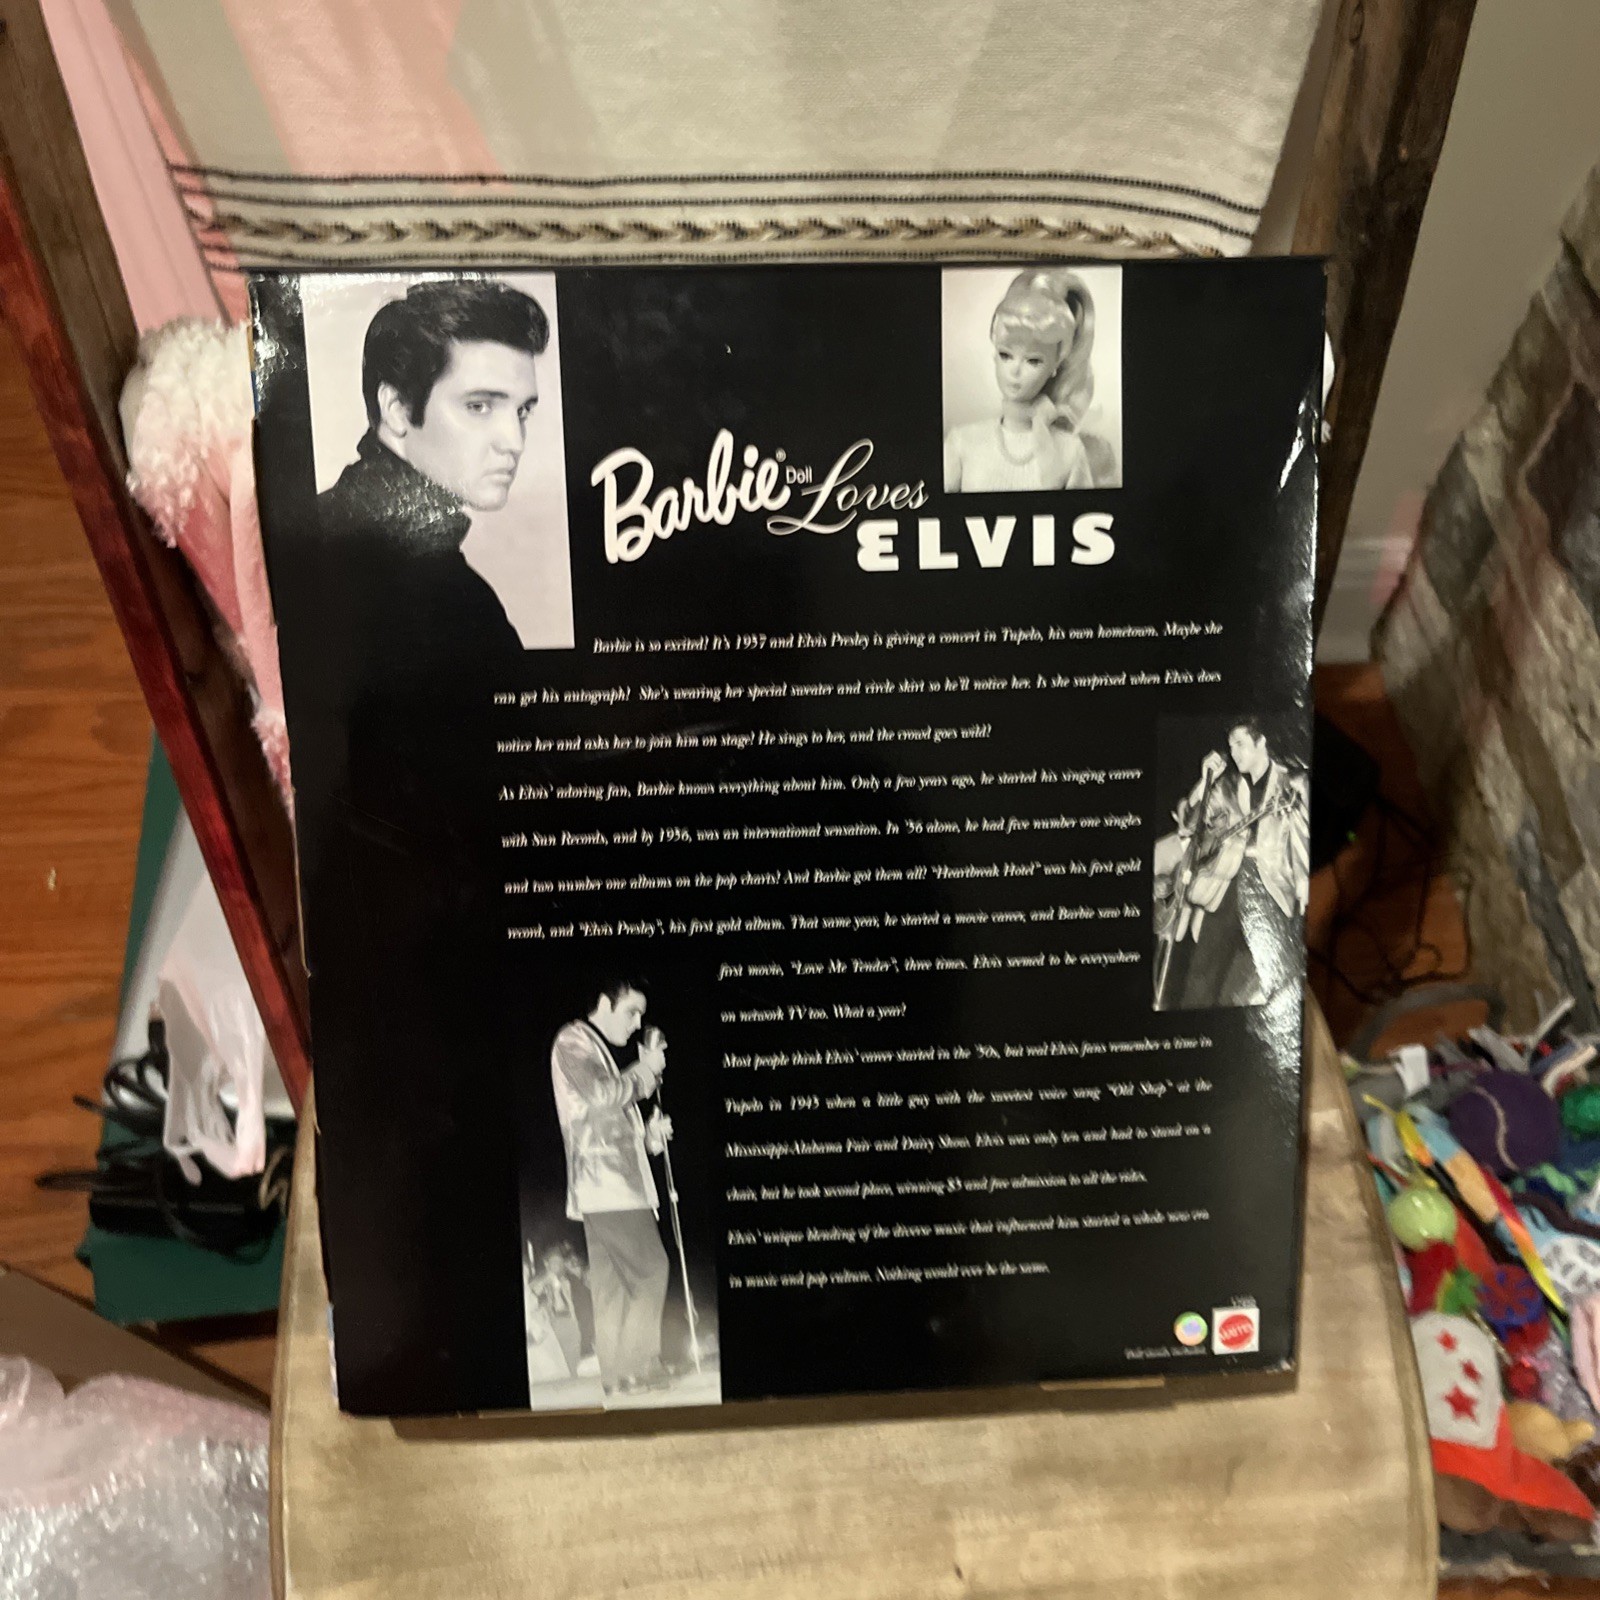 Barbie® Doll Loves
ELVIS
Barbie is so excited! It's 1957 and Elvis Presley is giving a concert in Tupelo, his own hometown. Maybe she
can get his autograph! She's wearing her special sweater and circle skirt so he'll notice her. Is she surprised when Elvis does
notice her and asks her to join him on stage! He sings to her, and the crowd goes wild!
As Elvis' adoring fan, Barbie knows everything about him. Only a few years ago, he started his singing career
with Sun Records, and by 1956, was an international sensation. In '56 alone, he had five number one singles
and two number one albums on the pop charts! And Barbie got them all! "Heartbreak Hotel" was his first gold
record, and "Elvis Presley", his first gold album. That same year, he started a movie career, and Barbie saw his
first movie, "Love Me Tender", three times. Elvis seemed to be everywhere
on network TV too. What a year!
Most people think Elvis' career started in the '50s, but real Elvis fans remember a time in
Tupelo in 1945 when a little guy with the sweetest voice sang "Old Shep" at the
Mississippi-Alabama Fair and Dairy Show. Elvis was only ten and had to stand on a
chair, but he took second place, winning $5 and free admission to all the rides.
Elvis' unique blending of the diverse music that influenced him started a whole new era
in music and pop culture. Nothing would ever be the same.
MATTEL